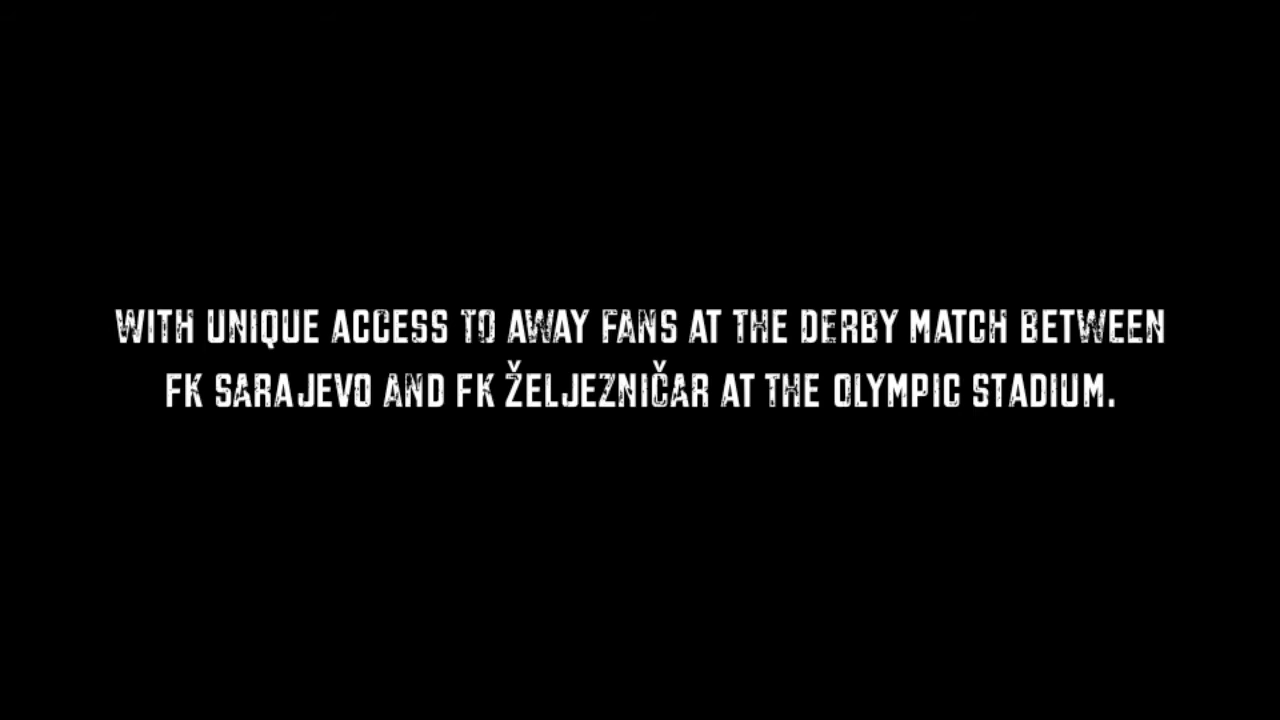 WITH UNIQUE ACCESS TO AWAY FANS AT THE DERBY MATCH BETWEEN
FK SARAJEVO AND FK ŽELJEZNIČAR AT THE OLYMPIC STADIUM.